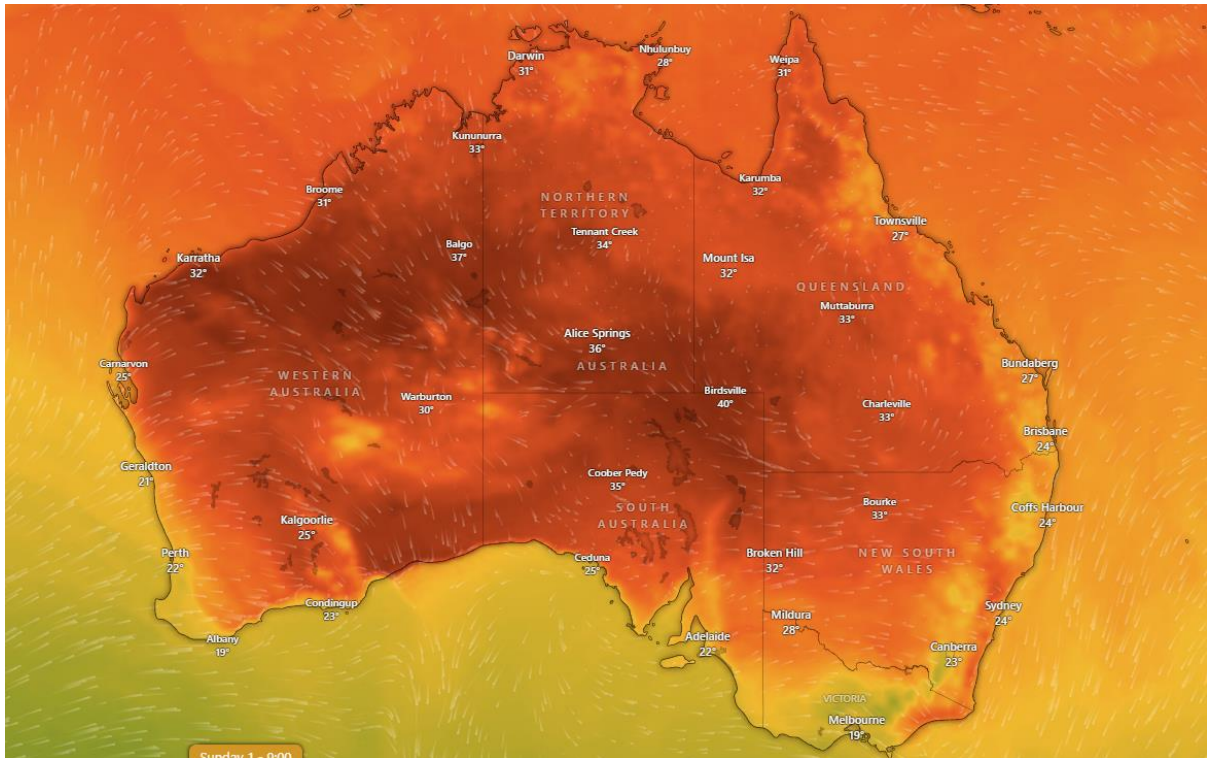 Darwin
31°
Nhulunbuy
28°
Weipa
31°
Kununurra
33°
Karumba
32°
Broome
31°
NORTHERN
TERRITORY
Townsville
27°
Tennant Creek
34°
Balgo
37°
Karratha
32°
Mount Isa
32°
QUEENSLAND
Muttaburra
33°
Alice Springs
36°
AUSTRALIA
Carnarvon
25°
WESTERN
AUSTRALIA
Bundaberg
27°
Warburton
30°
Birdsville
40°
Charleville
33°
Brisbane
24°
Geraldton
21°
Coober Pedy
35°
SOUTH
AUSTRALIA
Bourke
33°
Coffs Harbour
24°
Kalgoorlie
25°
Perth
22°
Ceduna
25°
Broken Hill
32°
NEW SOUTH
WALES
Condingup
23°
Sydney
24°
Mildura
28°
Albany
19°
Adelaide
22°
Canberra
23°
VICTORIA
Melbourne
19°
Sunday 1 - 9:00